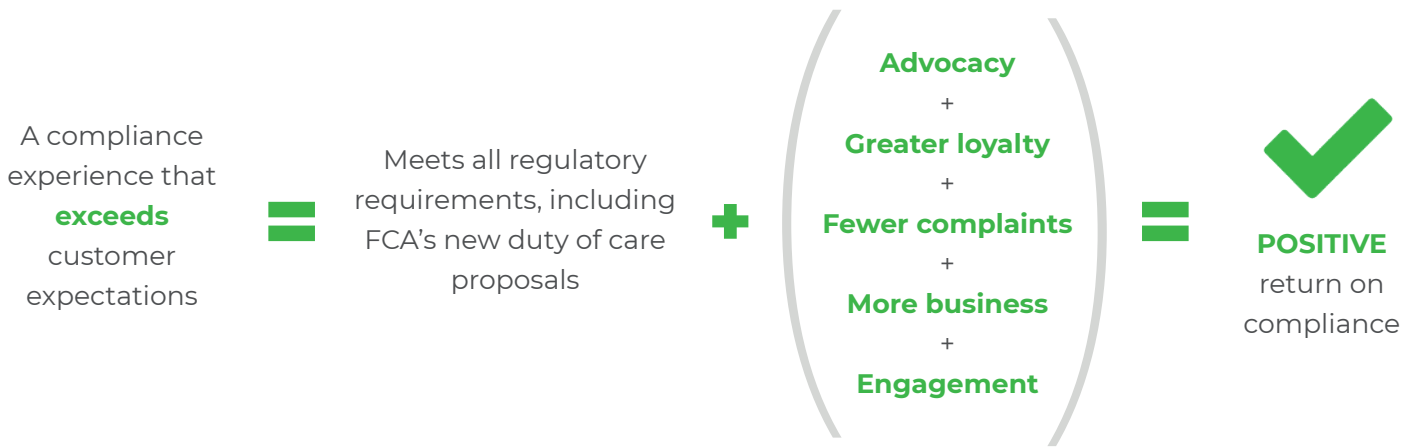 A compliance
experience that
exceeds
customer
expectations
=
Meets all regulatory
requirements, including
FCA’s new duty of care
proposals
+
(
Advocacy
+
Greater loyalty
+
Fewer complaints
+
More business
+
Engagement
)
=
POSITIVE
return on
compliance